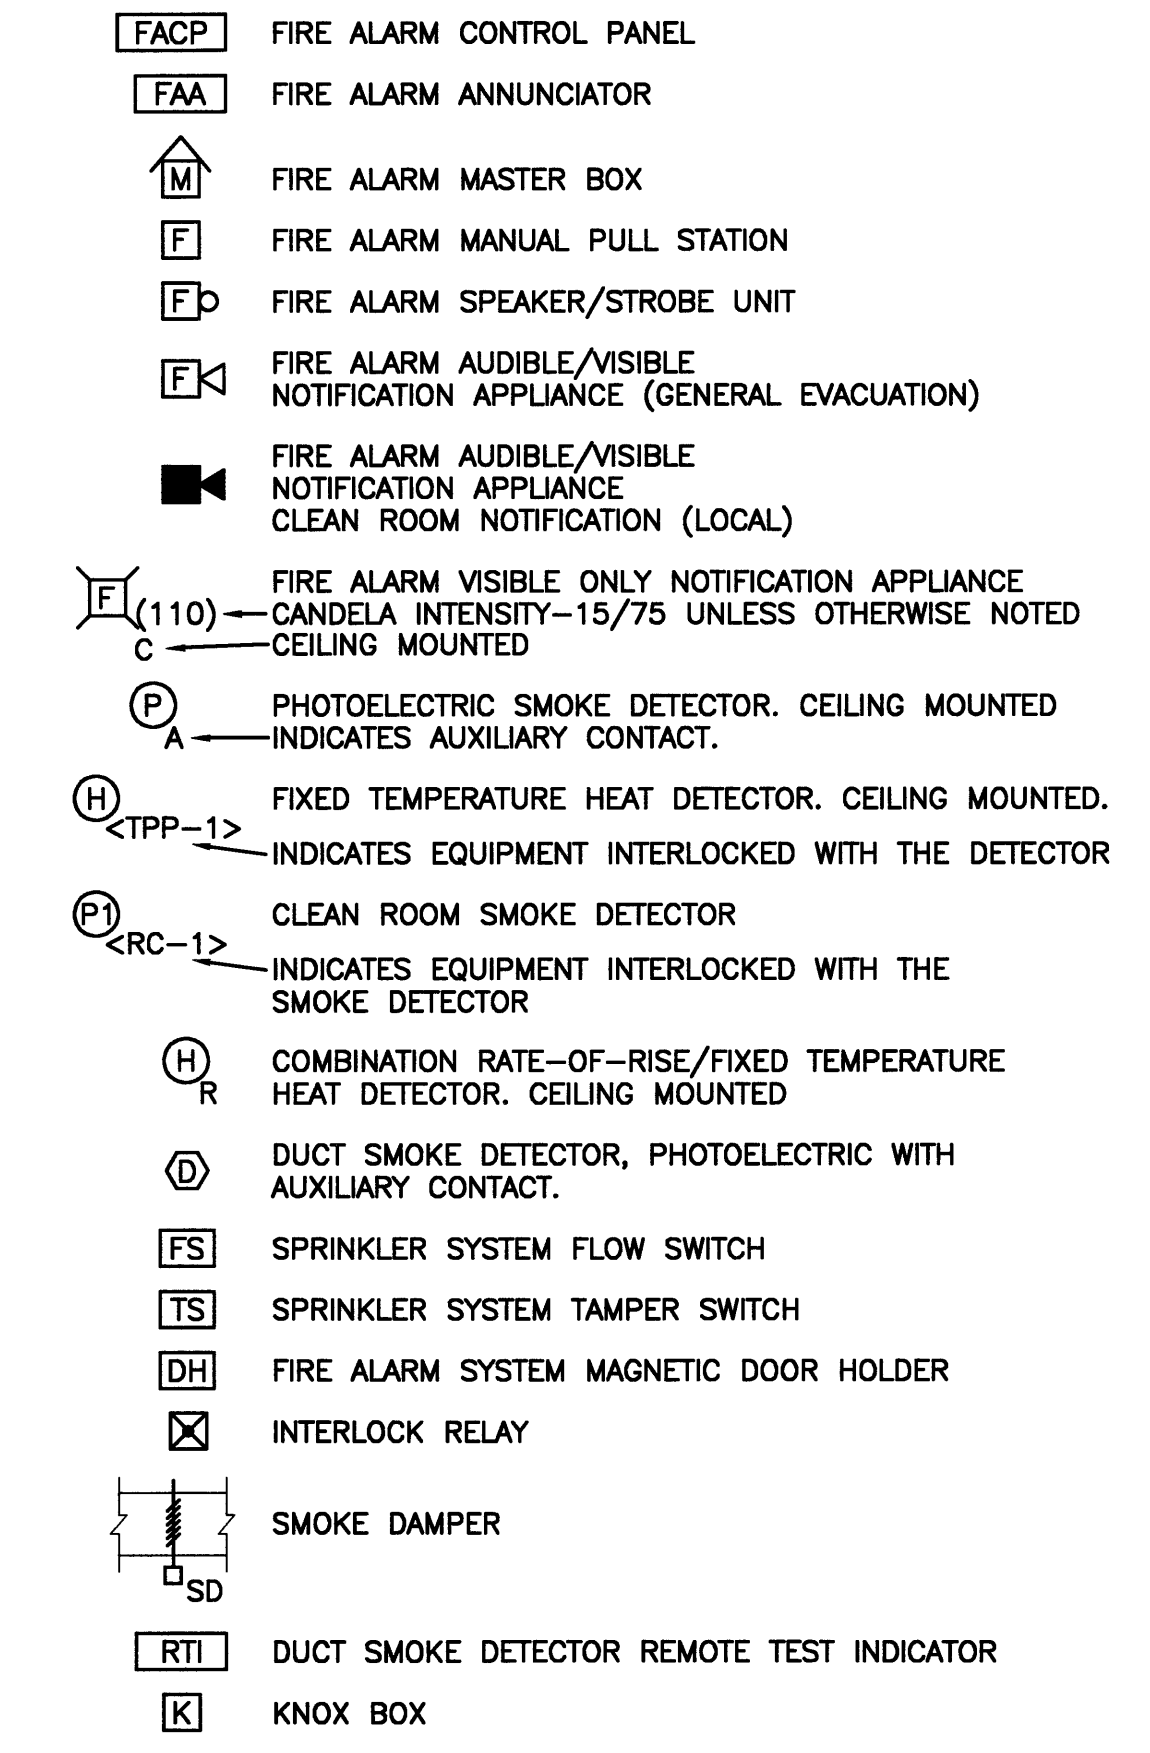 FACP FIRE ALARM CONTROL PANEL
FAA FIRE ALARM ANNUNCIATOR
M FIRE ALARM MASTER BOX
F FIRE ALARM MANUAL PULL STATION
F FIRE ALARM SPEAKER/STROBE UNIT
F FIRE ALARM AUDIBLE/VISIBLE
NOTIFICATION APPLIANCE (GENERAL EVACUATION)
FIRE ALARM AUDIBLE/VISIBLE
NOTIFICATION APPLIANCE
CLEAN ROOM NOTIFICATION (LOCAL)
F FIRE ALARM VISIBLE ONLY NOTIFICATION APPLIANCE
(110) CANDELA INTENSITY-15/75 UNLESS OTHERWISE NOTED
C CEILING MOUNTED
P PHOTOELECTRIC SMOKE DETECTOR. CEILING MOUNTED
A INDICATES AUXILIARY CONTACT.
H FIXED TEMPERATURE HEAT DETECTOR. CEILING MOUNTED.
<TPP-1>
INDICATES EQUIPMENT INTERLOCKED WITH THE DETECTOR
P1 CLEAN ROOM SMOKE DETECTOR
<RC-1>
INDICATES EQUIPMENT INTERLOCKED WITH THE
SMOKE DETECTOR
H COMBINATION RATE-OF-RISE/FIXED TEMPERATURE
R HEAT DETECTOR. CEILING MOUNTED
D DUCT SMOKE DETECTOR, PHOTOELECTRIC WITH
AUXILIARY CONTACT.
FS SPRINKLER SYSTEM FLOW SWITCH
TS SPRINKLER SYSTEM TAMPER SWITCH
DH FIRE ALARM SYSTEM MAGNETIC DOOR HOLDER
INTERLOCK RELAY
SMOKE DAMPER
SD
RTI DUCT SMOKE DETECTOR REMOTE TEST INDICATOR
K KNOX BOX